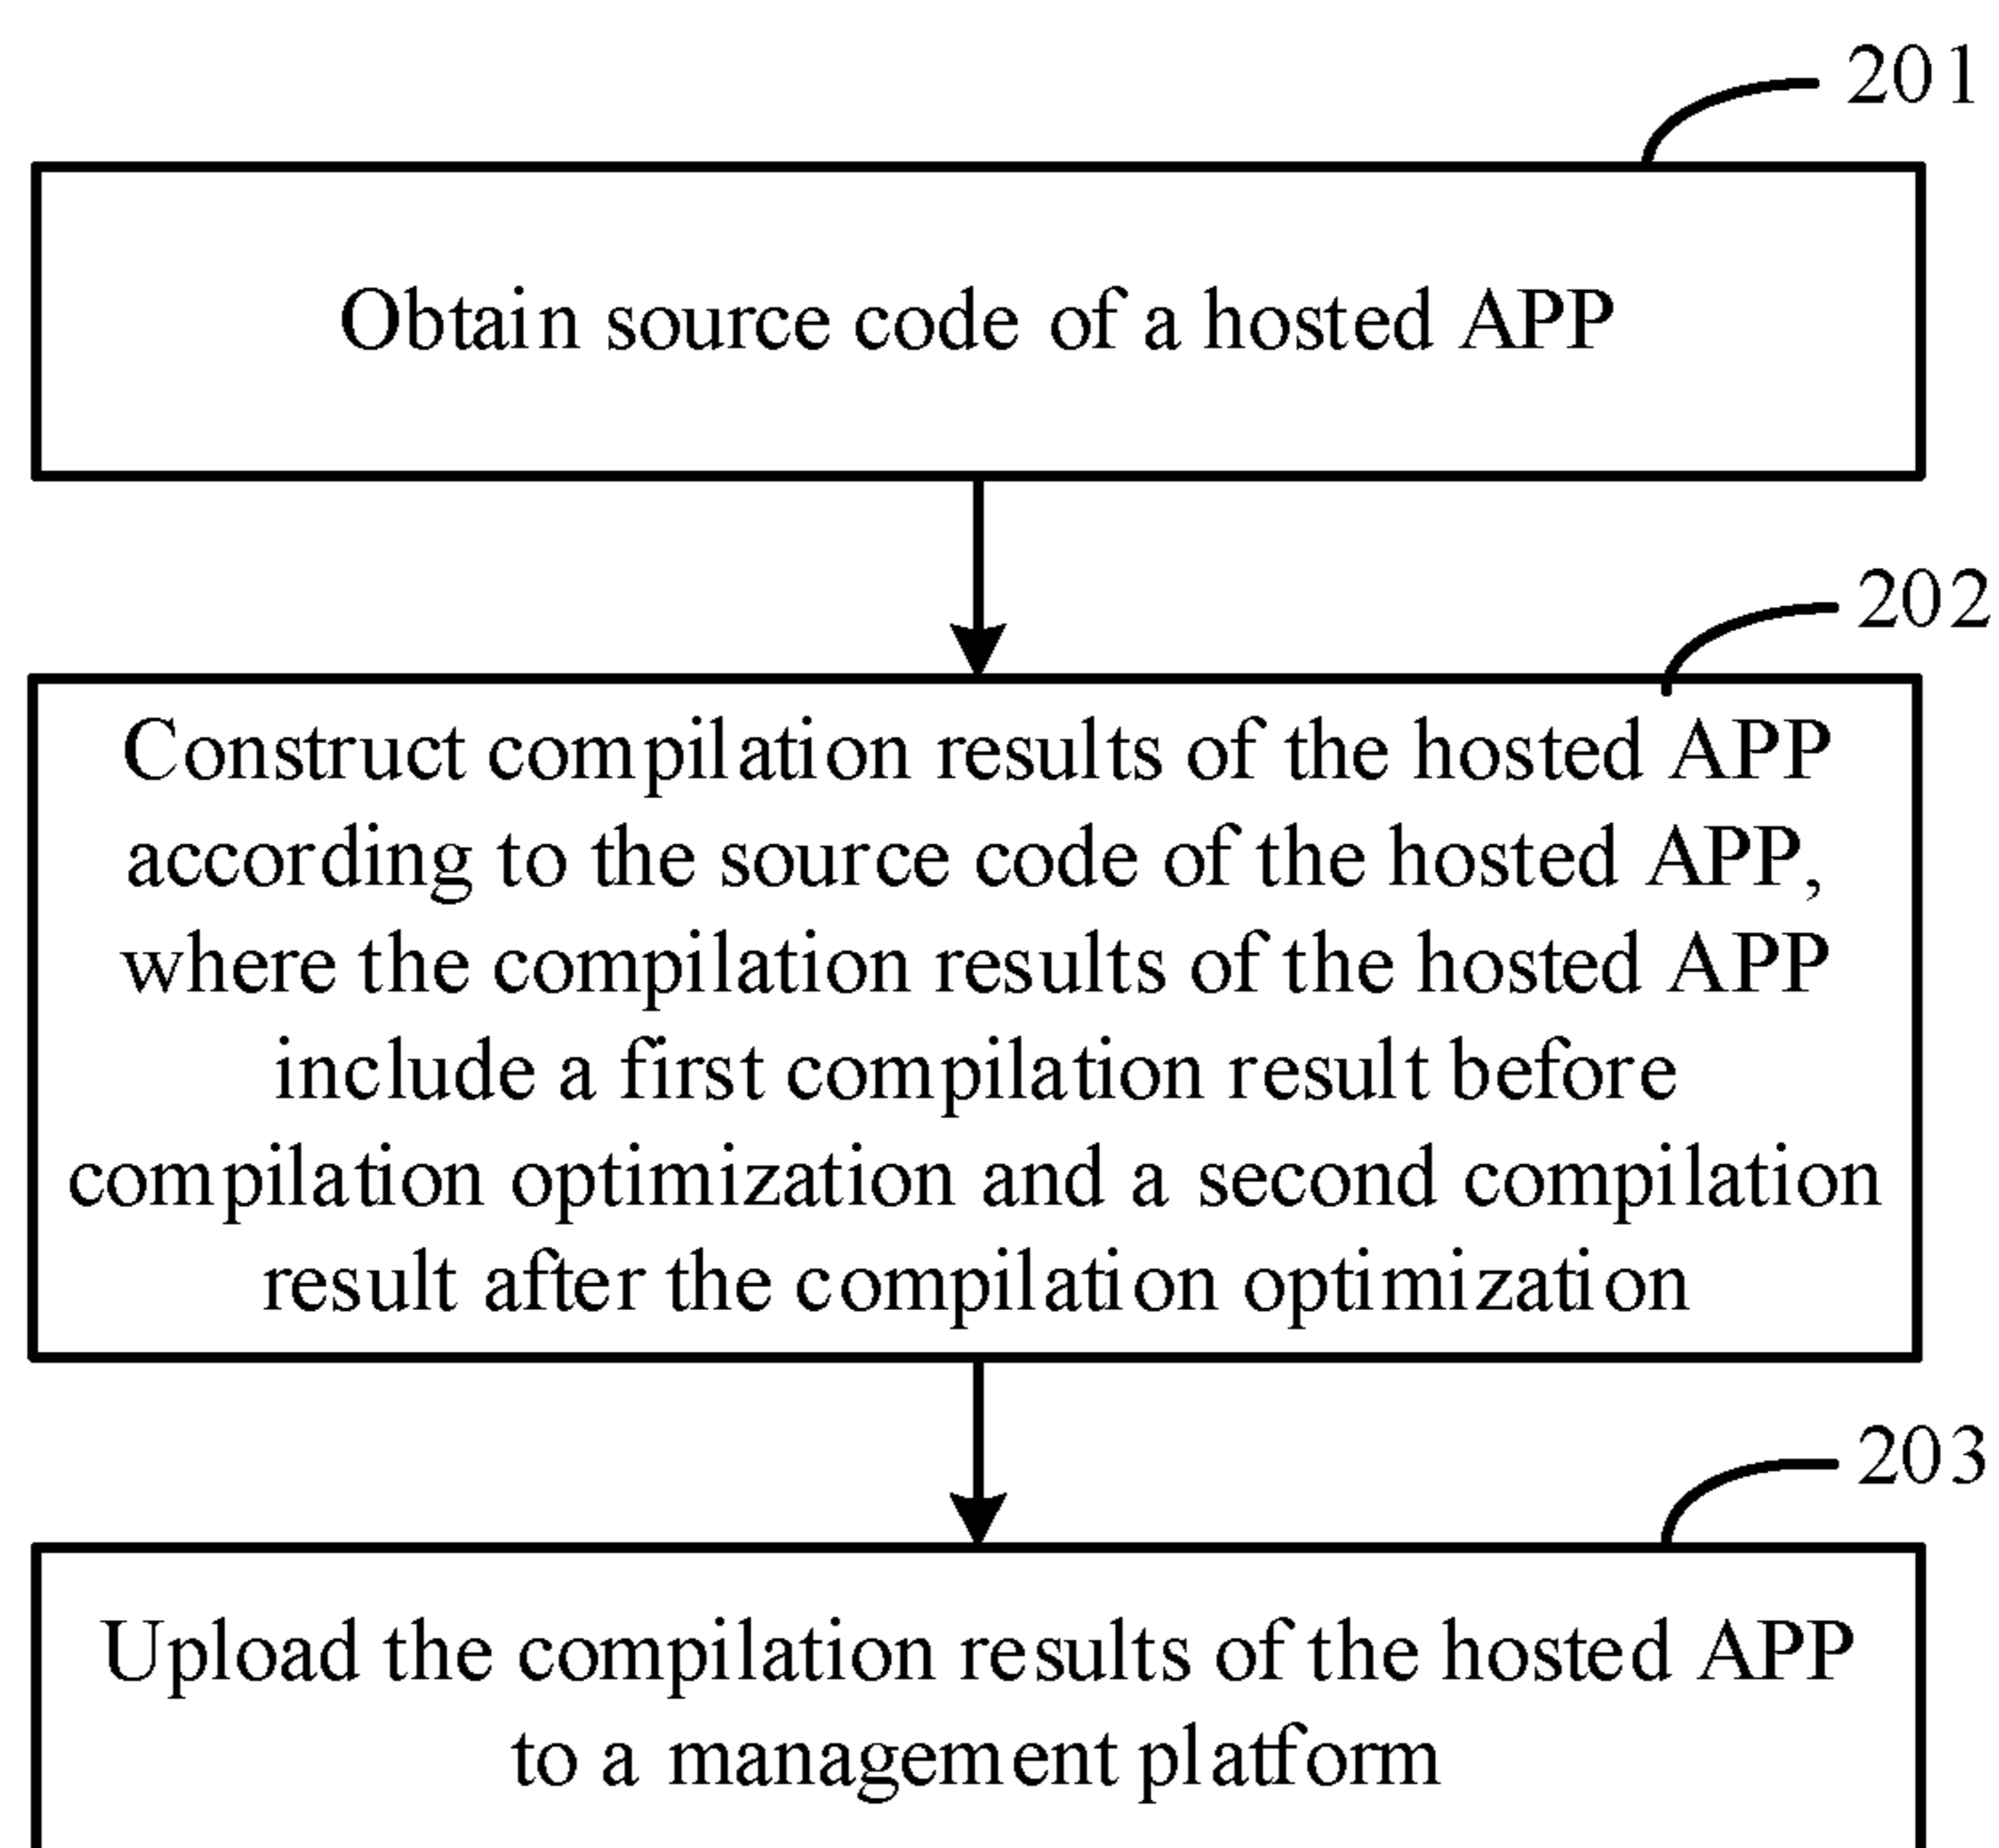 201
Obtain source code of a hosted APP
202
Construct compilation results of the hosted APP
according to the source code of the hosted APP,
where the compilation results of the hosted APP
include a first compilation result before
compilation optimization and a second compilation
result after the compilation optimization
203
Upload the compilation results of the hosted APP
to a management platform